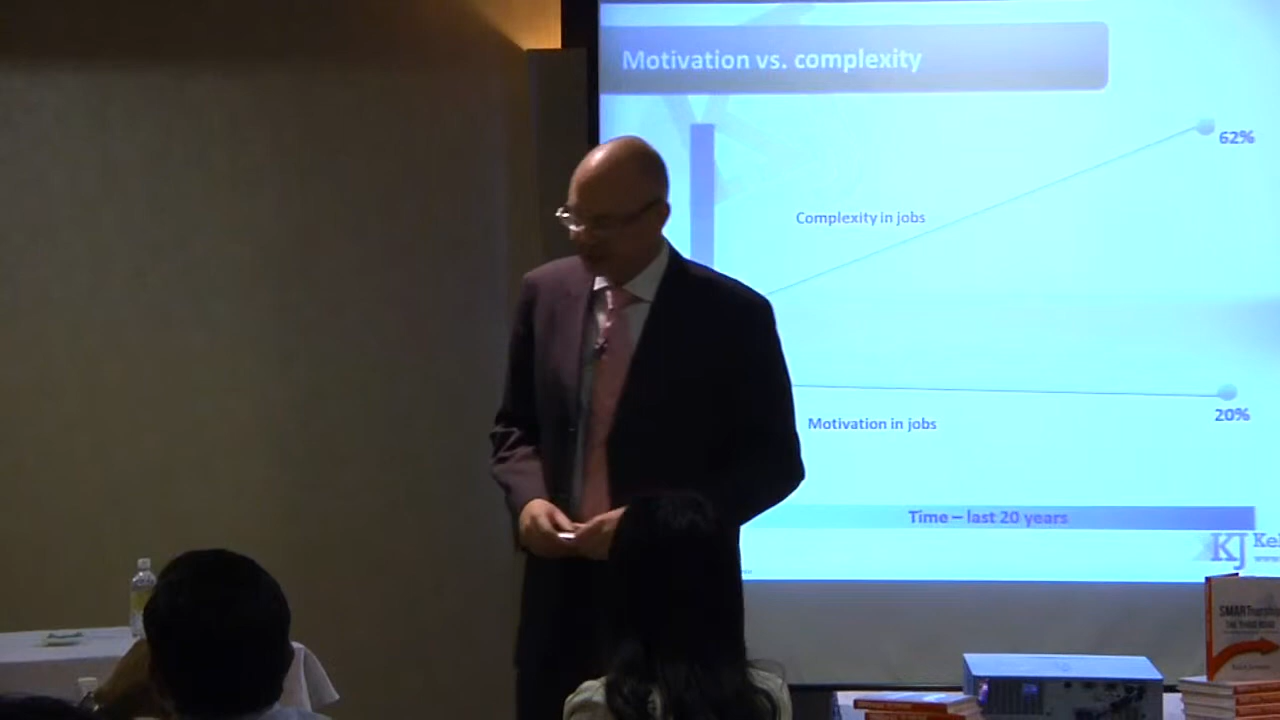 Motivation vs. complexity
62%
Complexity in jobs
20%
Motivation in jobs
Time – last 20 years
KJ